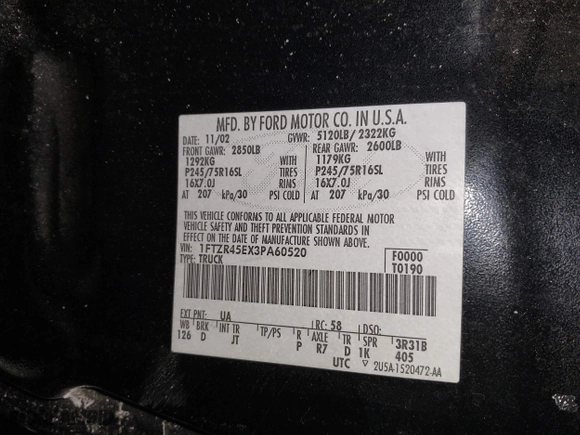 MFD. BY FORD MOTOR CO. IN U.S.A.
DATE: 11/02 GVWR: 5120LB/ 2322KG
FRONT GAWR: 2850LB REAR GAWR: 2600LB
1292KG WITH 1179KG WITH
P245/75R16SL TIRES P245/75R16SL TIRES
16X7.0J RIMS 16X7.0J RIMS
AT 207 kPa/30 PSI COLD AT 207 kPa/30 PSI COLD
THIS VEHICLE CONFORMS TO ALL APPLICABLE FEDERAL MOTOR
VEHICLE SAFETY AND THEFT PREVENTION STANDARDS IN
EFFECT ON THE DATE OF MANUFACTURE SHOWN ABOVE.
VIN: 1FTZR45EX3PA60520 F0000
TYPE: TRUCK T0190
EXT PNT: UA RC: 58 DSO:
WB BRK INT TR TP/PS R AXLE TR SPR 3R31B
126 D JT P R7 D 1K 405
UTC ▽ 2U5A-1520472-AA